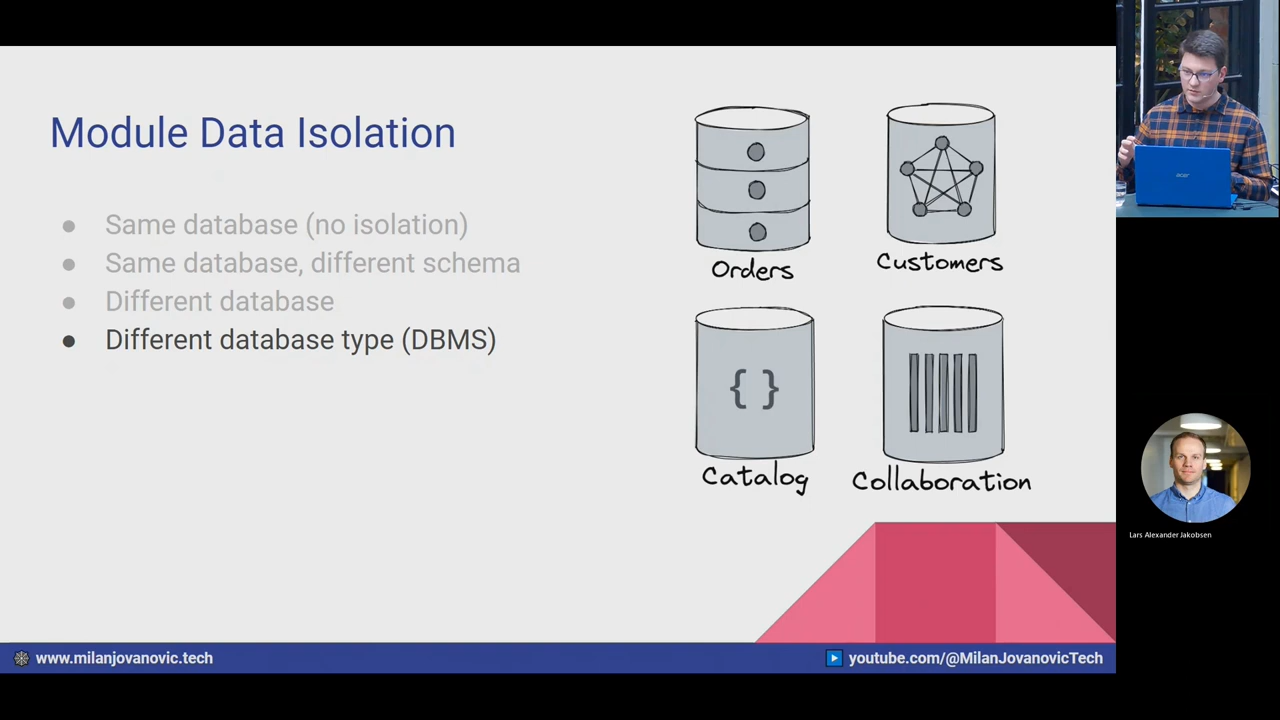 Module Data Isolation
● Same database (no isolation)
● Same database, different schema
● Different database
● Different database type (DBMS)
Orders
Customers
{ }
Catalog
Collaboration
acer
Lars Alexander Jakobsen
www.milanjovanovic.tech
youtube.com/@MilanJovanovicTech